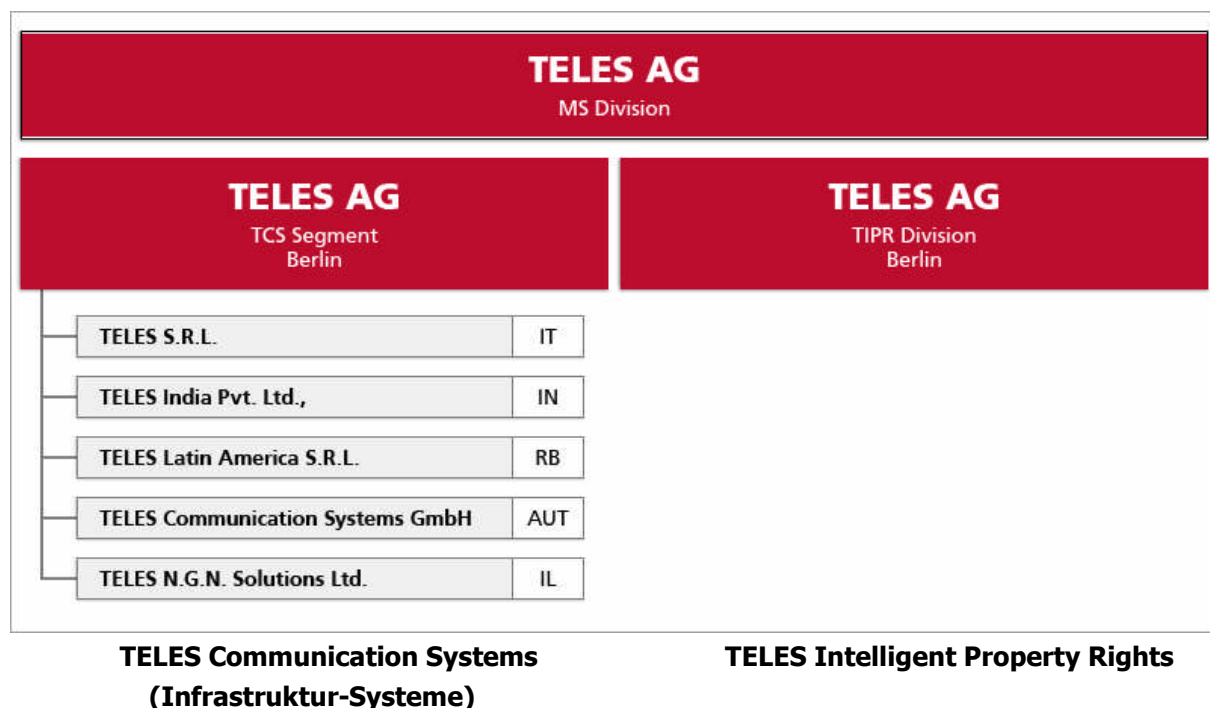 TELES AG
MS Division
TELES AG
TCS Segment
Berlin
TELES AG
TIPR Division
Berlin
TELES S.R.L. IT
TELES India Pvt. Ltd., IN
TELES Latin America S.R.L. RB
TELES Communication Systems GmbH AUT
TELES N.G.N. Solutions Ltd. IL
TELES Communication Systems
(Infrastruktur-Systeme)
TELES Intelligent Property Rights